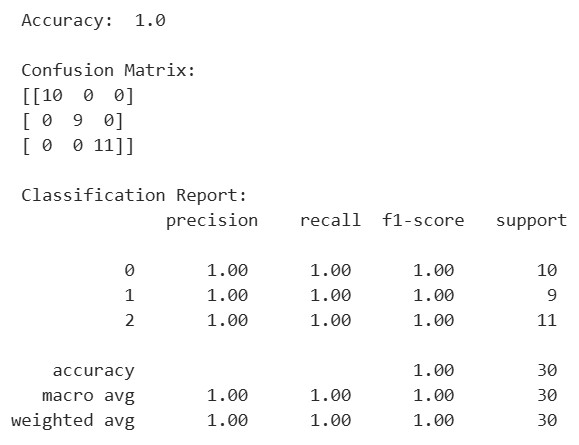 Accuracy:  1.0
Confusion Matrix:
[[10  0  0]
[ 0  9  0]
[ 0  0 11]]
Classification Report:
precision    recall  f1-score   support
0       1.00      1.00      1.00        10
1       1.00      1.00      1.00         9
2       1.00      1.00      1.00        11
accuracy                           1.00        30
macro avg       1.00      1.00      1.00        30
weighted avg       1.00      1.00      1.00        30